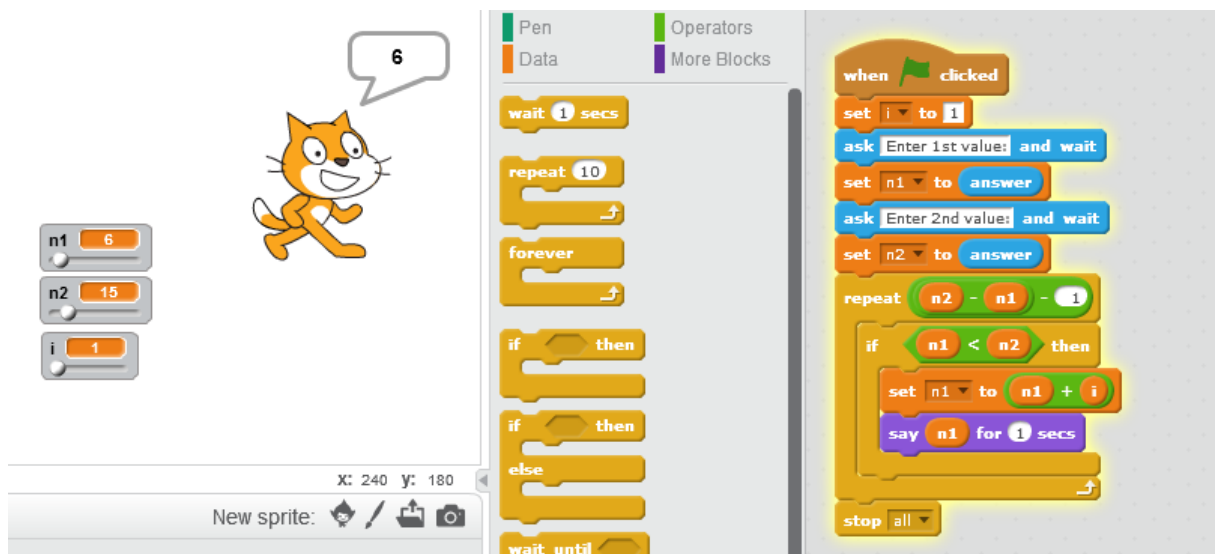 6
n1 6
n2 15
i 1
x: 240 y: 180
New sprite:
Pen
Operators
Data
More Blocks
wait 1 secs
repeat 10
forever
if then
if then
else
wait until
when clicked
set i to 1
ask Enter 1st value: and wait
set n1 to answer
ask Enter 2nd value: and wait
set n2 to answer
repeat n2 - n1 - 1
if n1 < n2 then
set n1 to n1 + i
say n1 for 1 secs
stop all